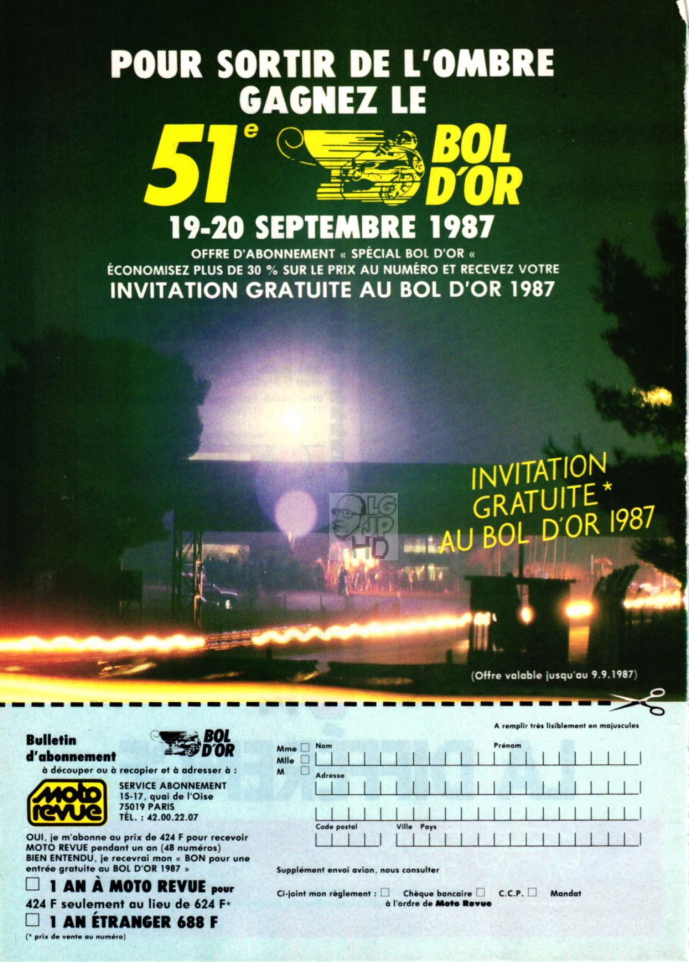 POUR SORTIR DE L'OMBRE
GAGNEZ LE
51e BOL
D'OR
19-20 SEPTEMBRE 1987
OFFRE D'ABONNEMENT « SPÉCIAL BOL D'OR «
ÉCONOMISEZ PLUS DE 30 % SUR LE PRIX AU NUMÉRO ET RECEVEZ VOTRE
INVITATION GRATUITE AU BOL D'OR 1987
INVITATION
GRATUITE*
AU BOL D'OR 1987
LG
JP
HD
(Offre valable jusqu'au 9.9.1987)
Bulletin
d'abonnement
BOL
D'OR
à découper ou à recopier et à adresser à :
Moto
revue
SERVICE ABONNEMENT
15-17, quai de l'Oise
75019 PARIS
TÉL. : 42.00.22.07
OUI, je m'abonne au prix de 424 F pour recevoir
MOTO REVUE pendant un an (48 numéros)
BIEN ENTENDU, je recevrai mon « BON pour une
entrée gratuite au BOL D'OR 1987 »
1 AN À MOTO REVUE pour
424 F seulement au lieu de 624 F*
1 AN ÉTRANGER 688 F
(* prix de vente au numéro)
A remplir très lisiblement en majuscules
Mme Nom Prénom
Mlle
M Adresse
Code postal Ville Pays
Supplément envoi avion, nous consulter
Ci-joint mon règlement : Chèque bancaire C.C.P. Mandat
à l'ordre de Moto Revue
LA DIFFÉRE